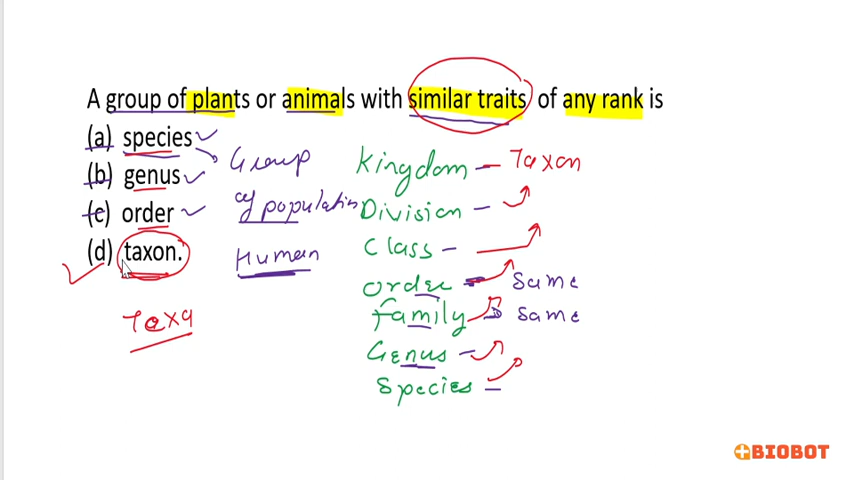 A group of plants or animals with similar traits of any rank is
(a) species
(b) genus
(c) order
(d) taxon.
Taxa
Group
of population
Human
Kingdom – Taxon
Division –
Class –
Order – Same
Family – Same
Genus –
Species –
BIOBOT